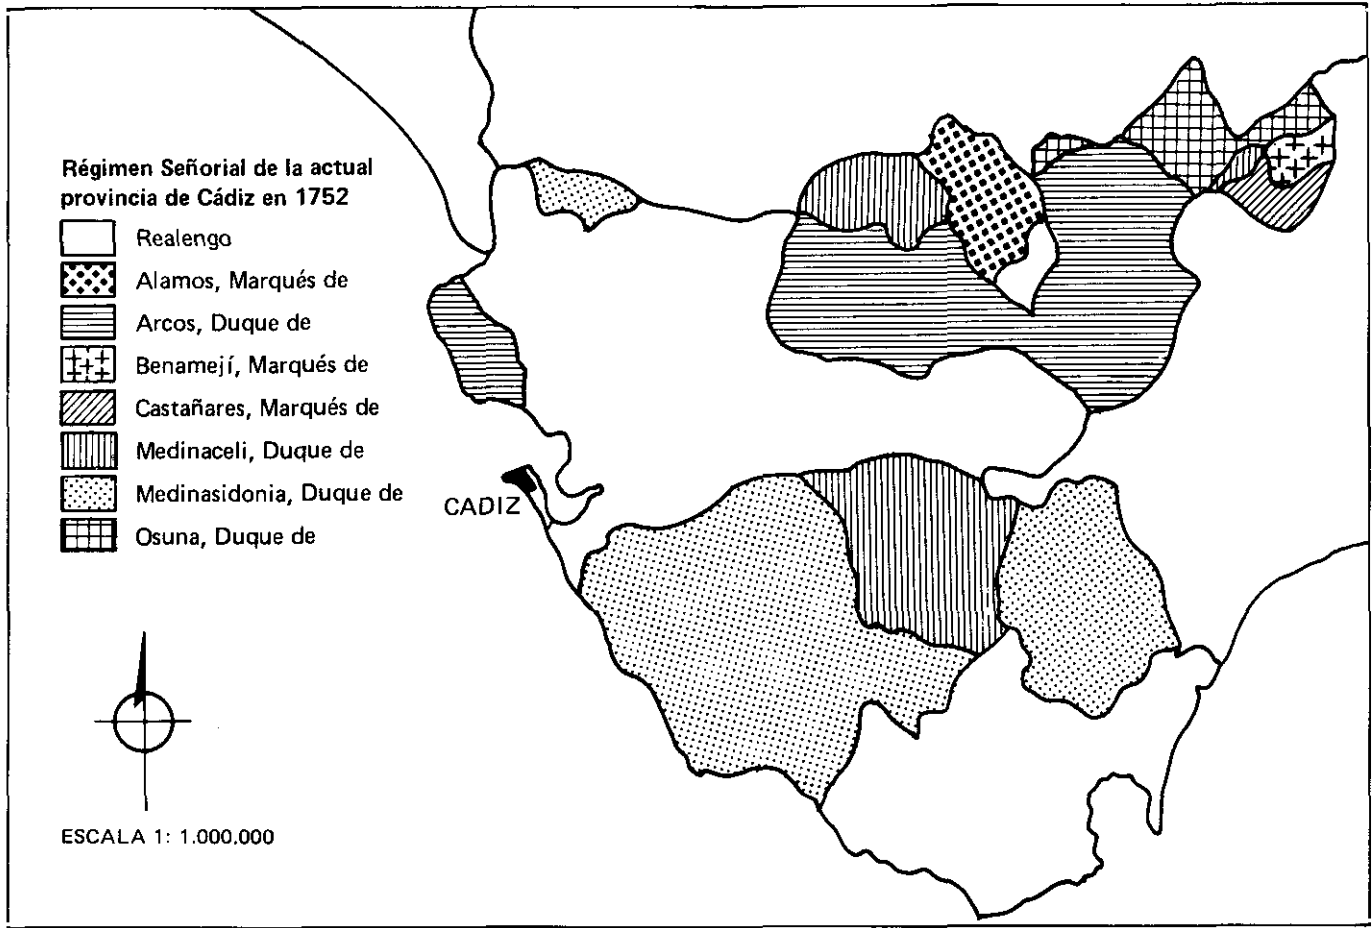 Régimen Señorial de la actual
provincia de Cádiz en 1752
Realengo
Alamos, Marqués de
Arcos, Duque de
Benamejí, Marqués de
Castañares, Marqués de
Medinaceli, Duque de
Medinasidonia, Duque de
Osuna, Duque de
CADIZ
ESCALA 1: 1.000.000